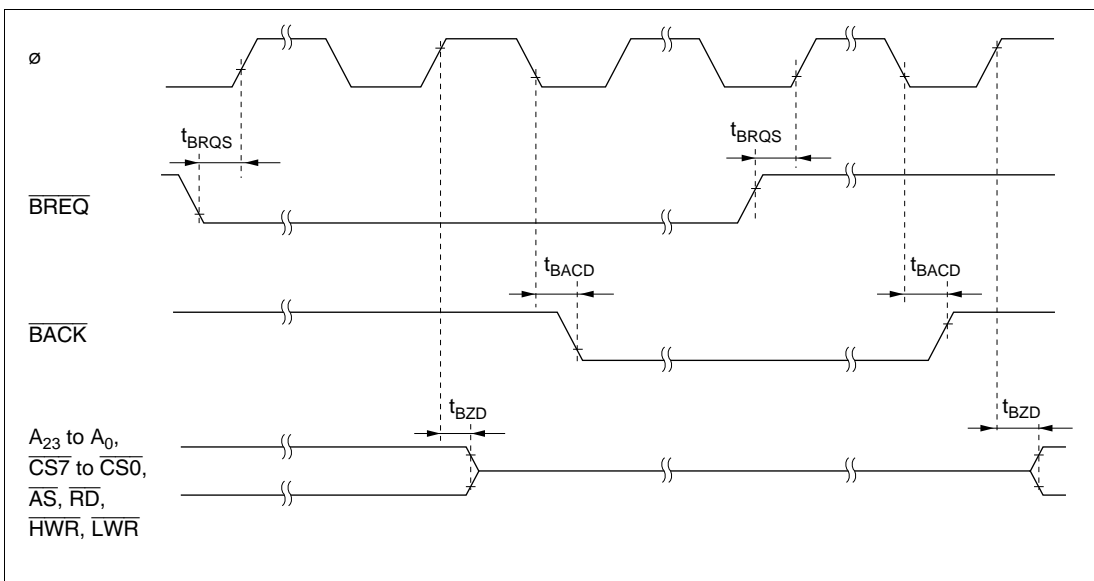 ø
tBRQS
tBRQS
BREQ
tBACD
tBACD
BACK
tBZD
tBZD
A23 to A0,
CS7 to CS0,
AS, RD,
HWR, LWR